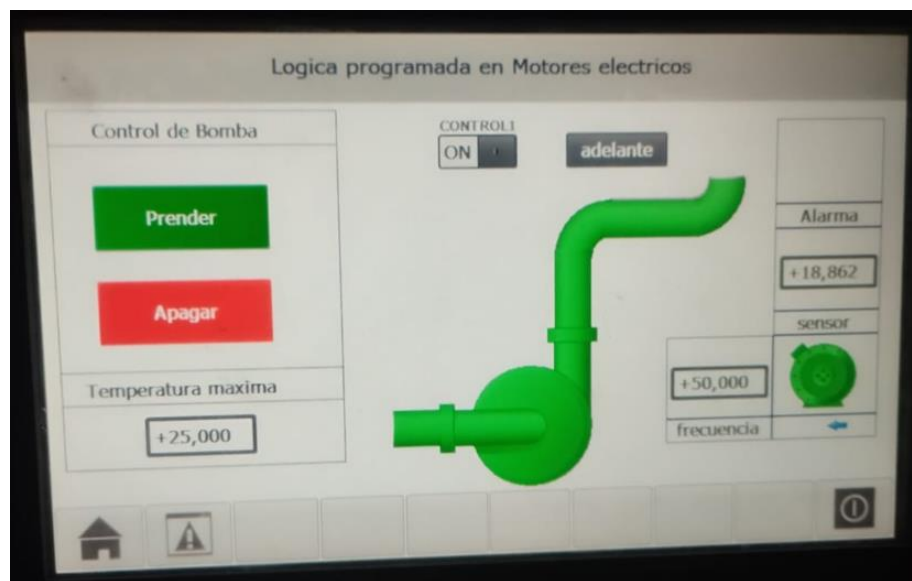 Logica programada en Motores electricos
Control de Bomba
CONTROL1
ON
adelante
Prender
Apagar
Alarma
+18,862
sensor
Temperatura maxima
+25,000
+50,000
frecuencia